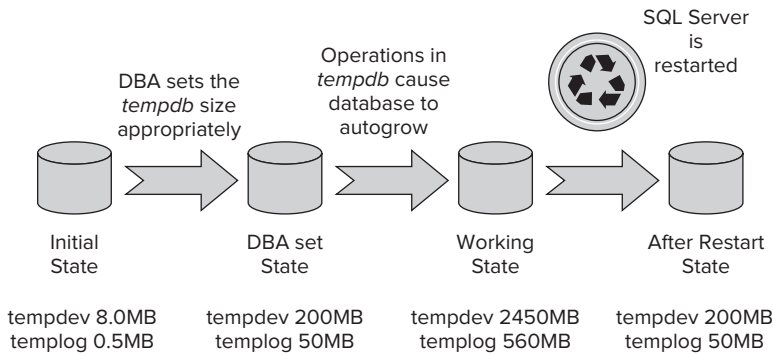 DBA sets the
tempdb size
appropriately
Operations in
tempdb cause
database to
autogrow
SQL Server
is
restarted
Initial
State
DBA set
State
Working
State
After Restart
State
tempdev 8.0MB
templog 0.5MB
tempdev 200MB
templog 50MB
tempdev 2450MB
templog 560MB
tempdev 200MB
templog 50MB